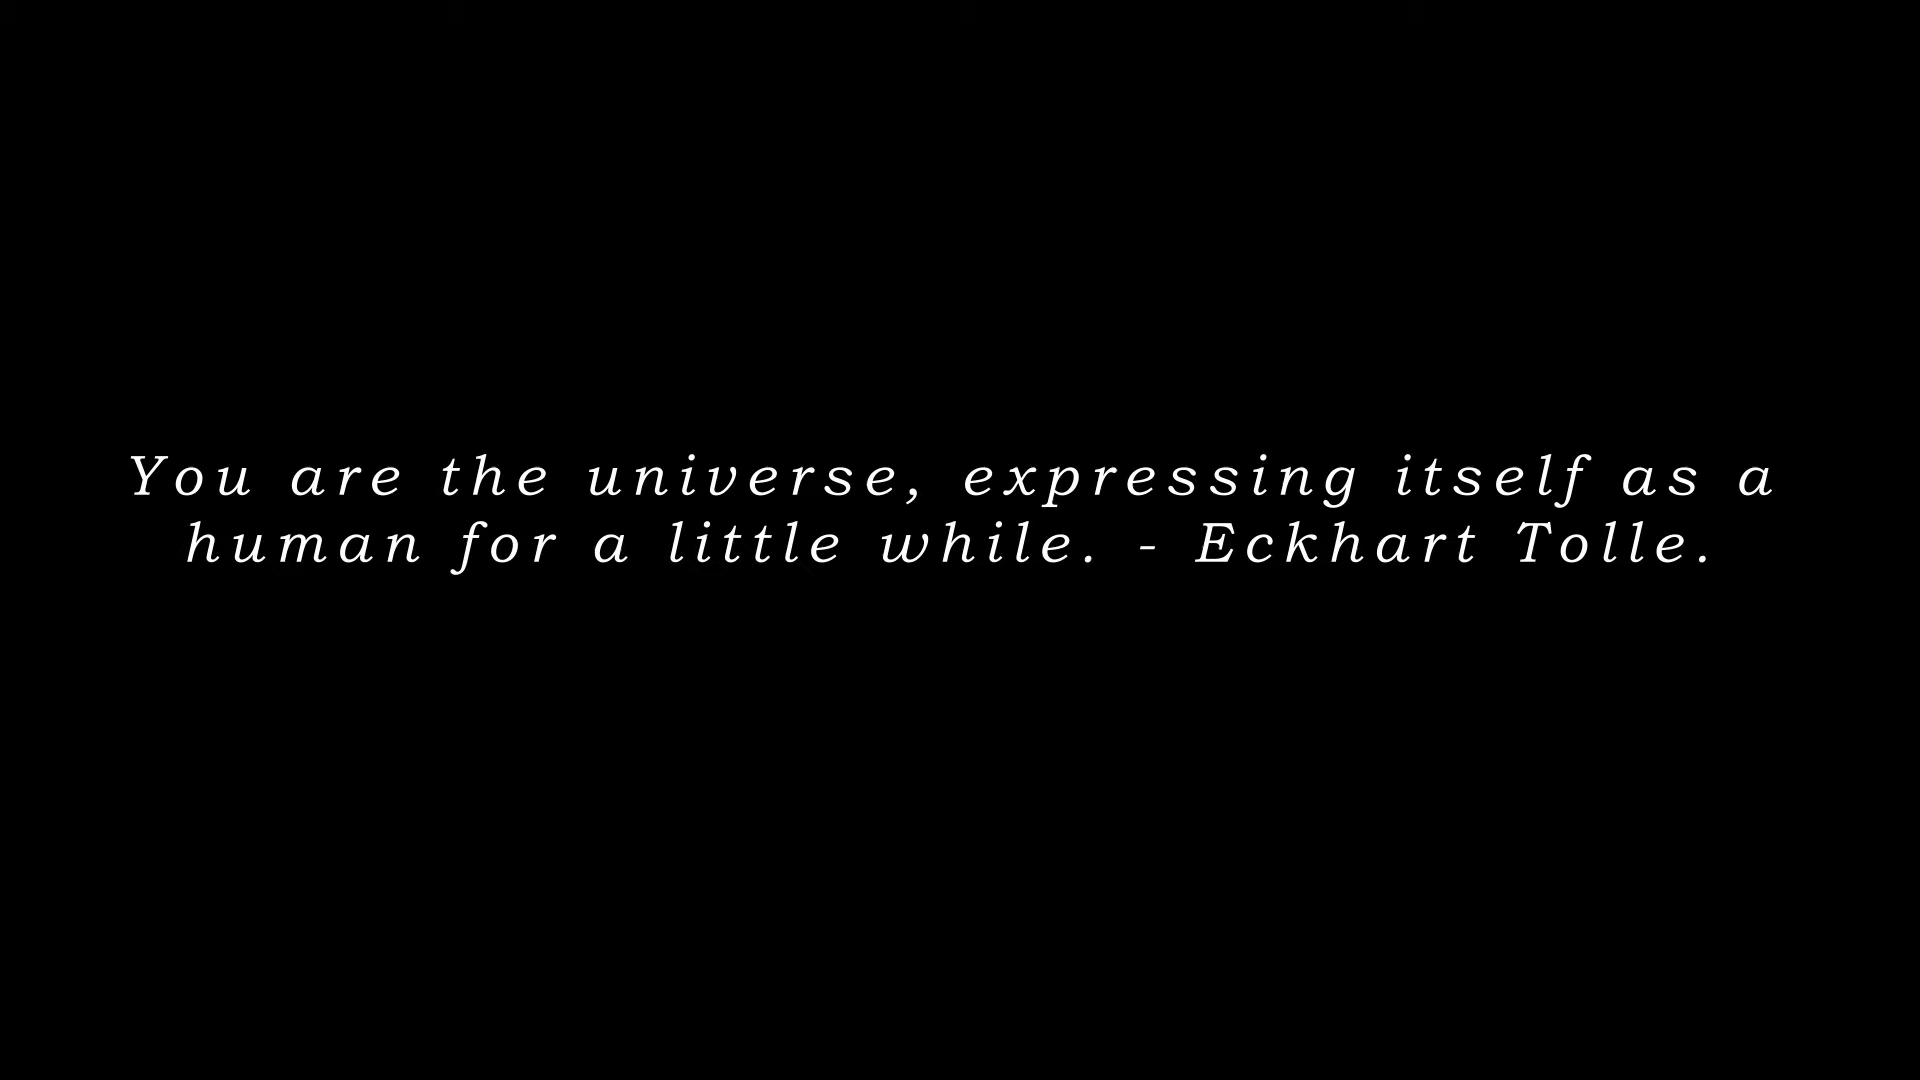 You are the universe, expressing itself as a
human for a little while. - Eckhart Tolle.